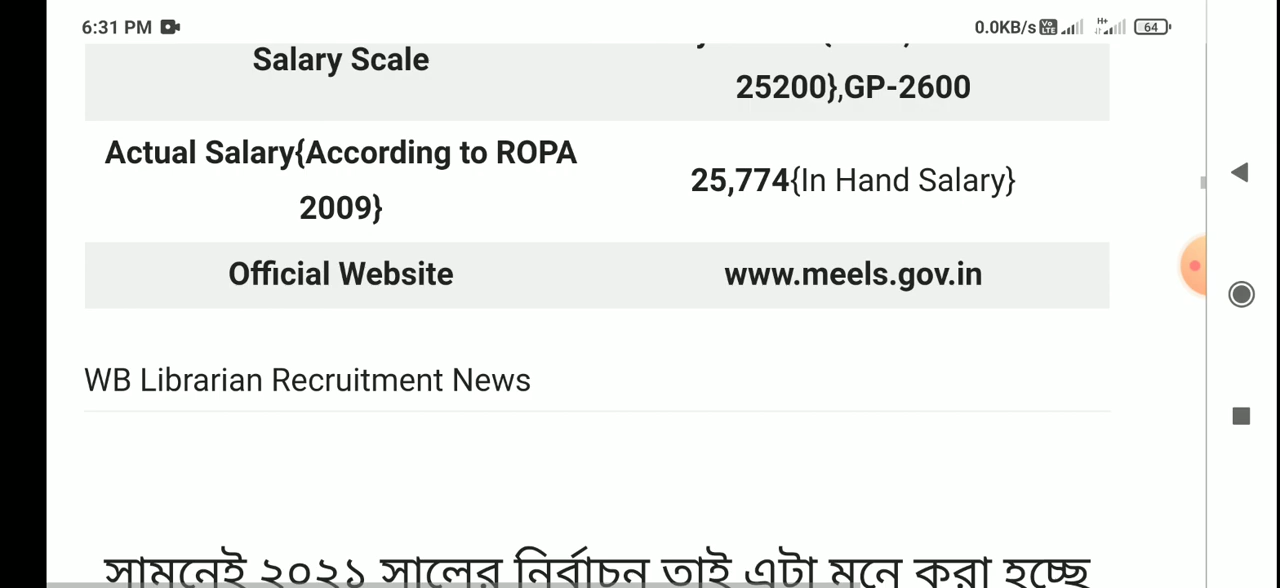 6:31 PM
0.0KB/s Vo LTE H+ 64
Salary Scale
25200},GP-2600
Actual Salary{According to ROPA
2009}
25,774{In Hand Salary}
Official Website
www.meels.gov.in
WB Librarian Recruitment News
সামনেই ২০২১ সালের নির্বাচন তাই এটা মনে করা হচ্ছে